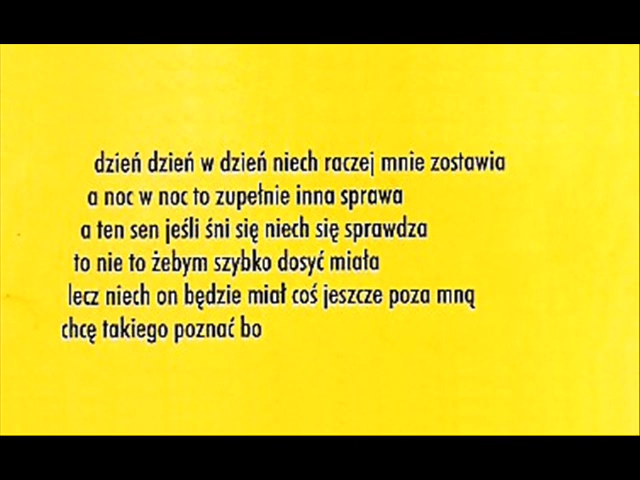 dzień dzień w dzień niech raczej mnie zostawia
a noc w noc to zupełnie inna sprawa
a ten sen jeśli śni się niech się sprawdza
to nie to żebym szybko dosyć miała
lecz niech on będzie miał coś jeszcze poza mną
chcę takiego poznać bo